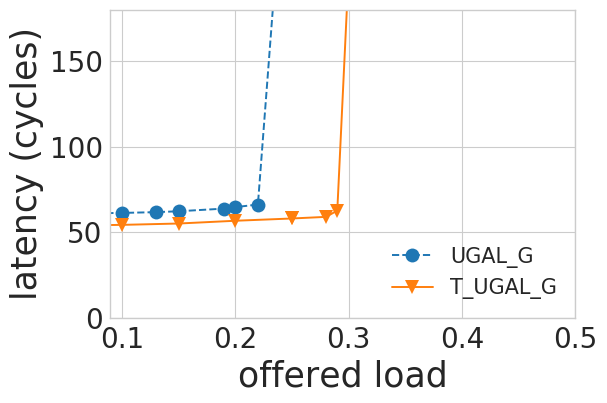 latency (cycles)
150
100
50
0
0.1 0.2 0.3 0.4 0.5
offered load
UGAL_G
T_UGAL_G